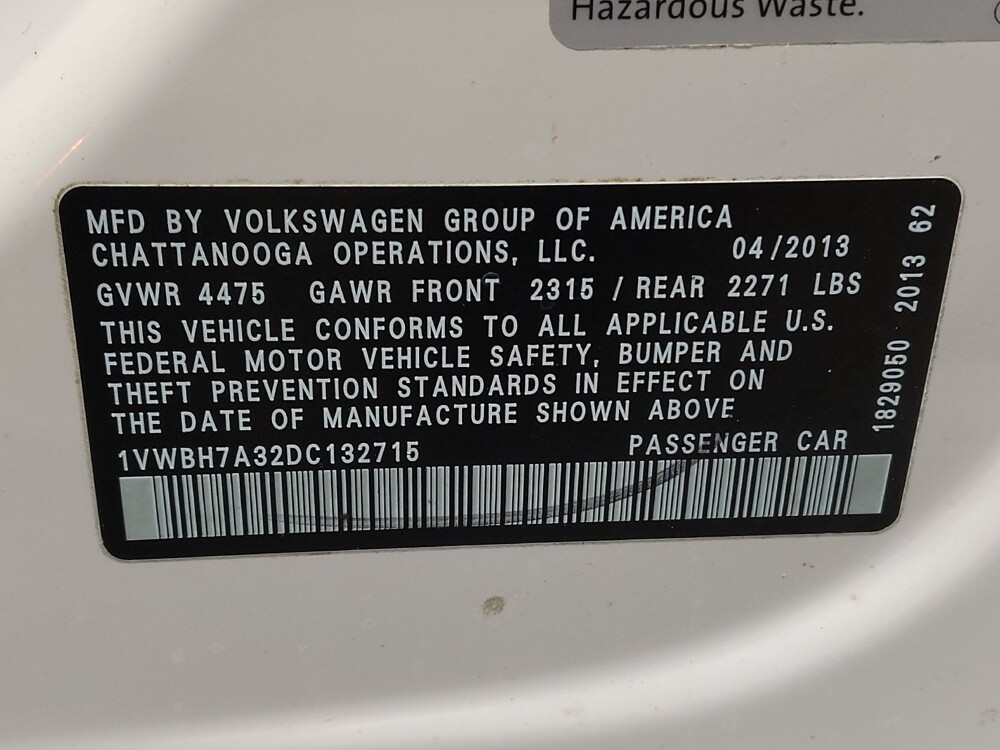 Hazardous Waste.
MFD BY VOLKSWAGEN GROUP OF AMERICA
CHATTANOOGA OPERATIONS, LLC. 04/2013
GVWR 4475 GAWR FRONT 2315 / REAR 2271 LBS
THIS VEHICLE CONFORMS TO ALL APPLICABLE U.S.
FEDERAL MOTOR VEHICLE SAFETY, BUMPER AND
THEFT PREVENTION STANDARDS IN EFFECT ON
THE DATE OF MANUFACTURE SHOWN ABOVE
1VWBH7A32DC132715 PASSENGER CAR
1829050 2013 62